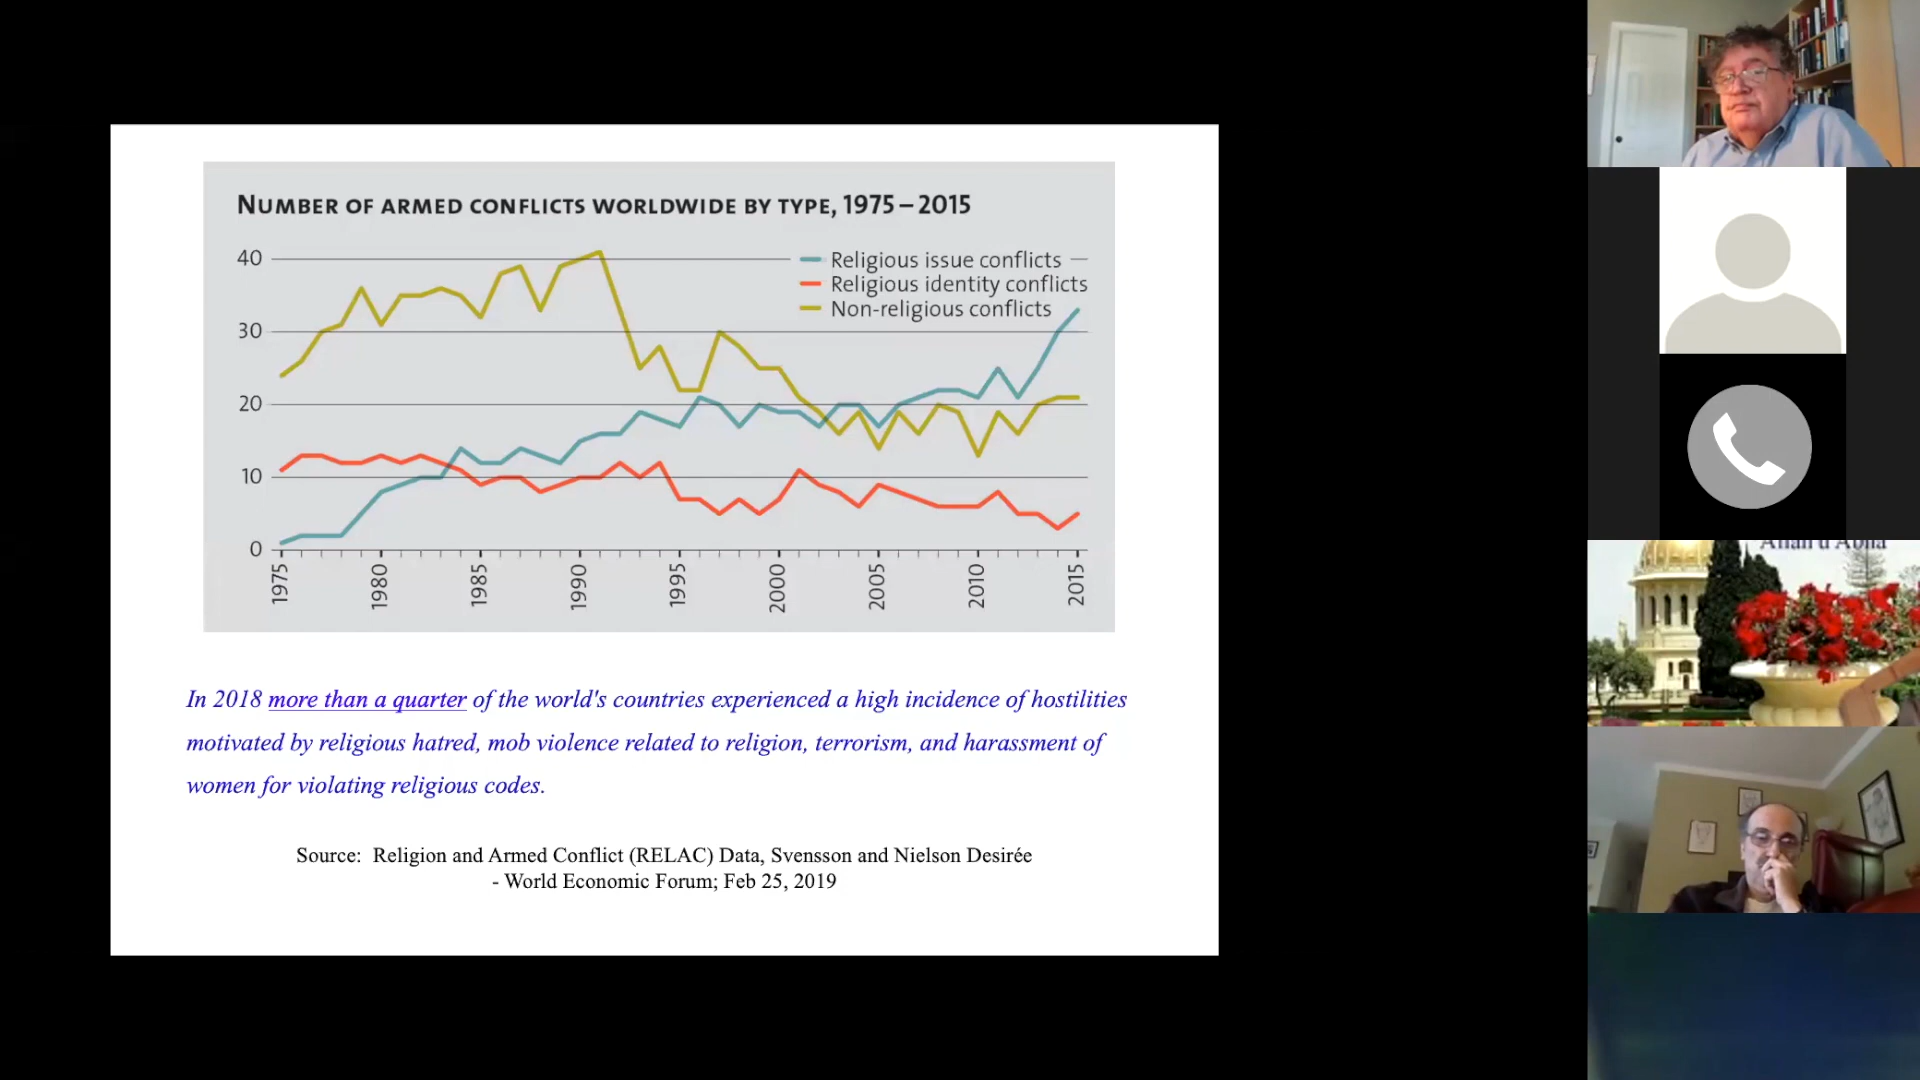 NUMBER OF ARMED CONFLICTS WORLDWIDE BY TYPE, 1975–2015
40
30
20
10
0
Religious issue conflicts
Religious identity conflicts
Non-religious conflicts
1975
1980
1985
1990
1995
2000
2005
2010
2015
In 2018 more than a quarter of the world's countries experienced a high incidence of hostilities
motivated by religious hatred, mob violence related to religion, terrorism, and harassment of
women for violating religious codes.
Source: Religion and Armed Conflict (RELAC) Data, Svensson and Nielson Desirée
- World Economic Forum; Feb 25, 2019